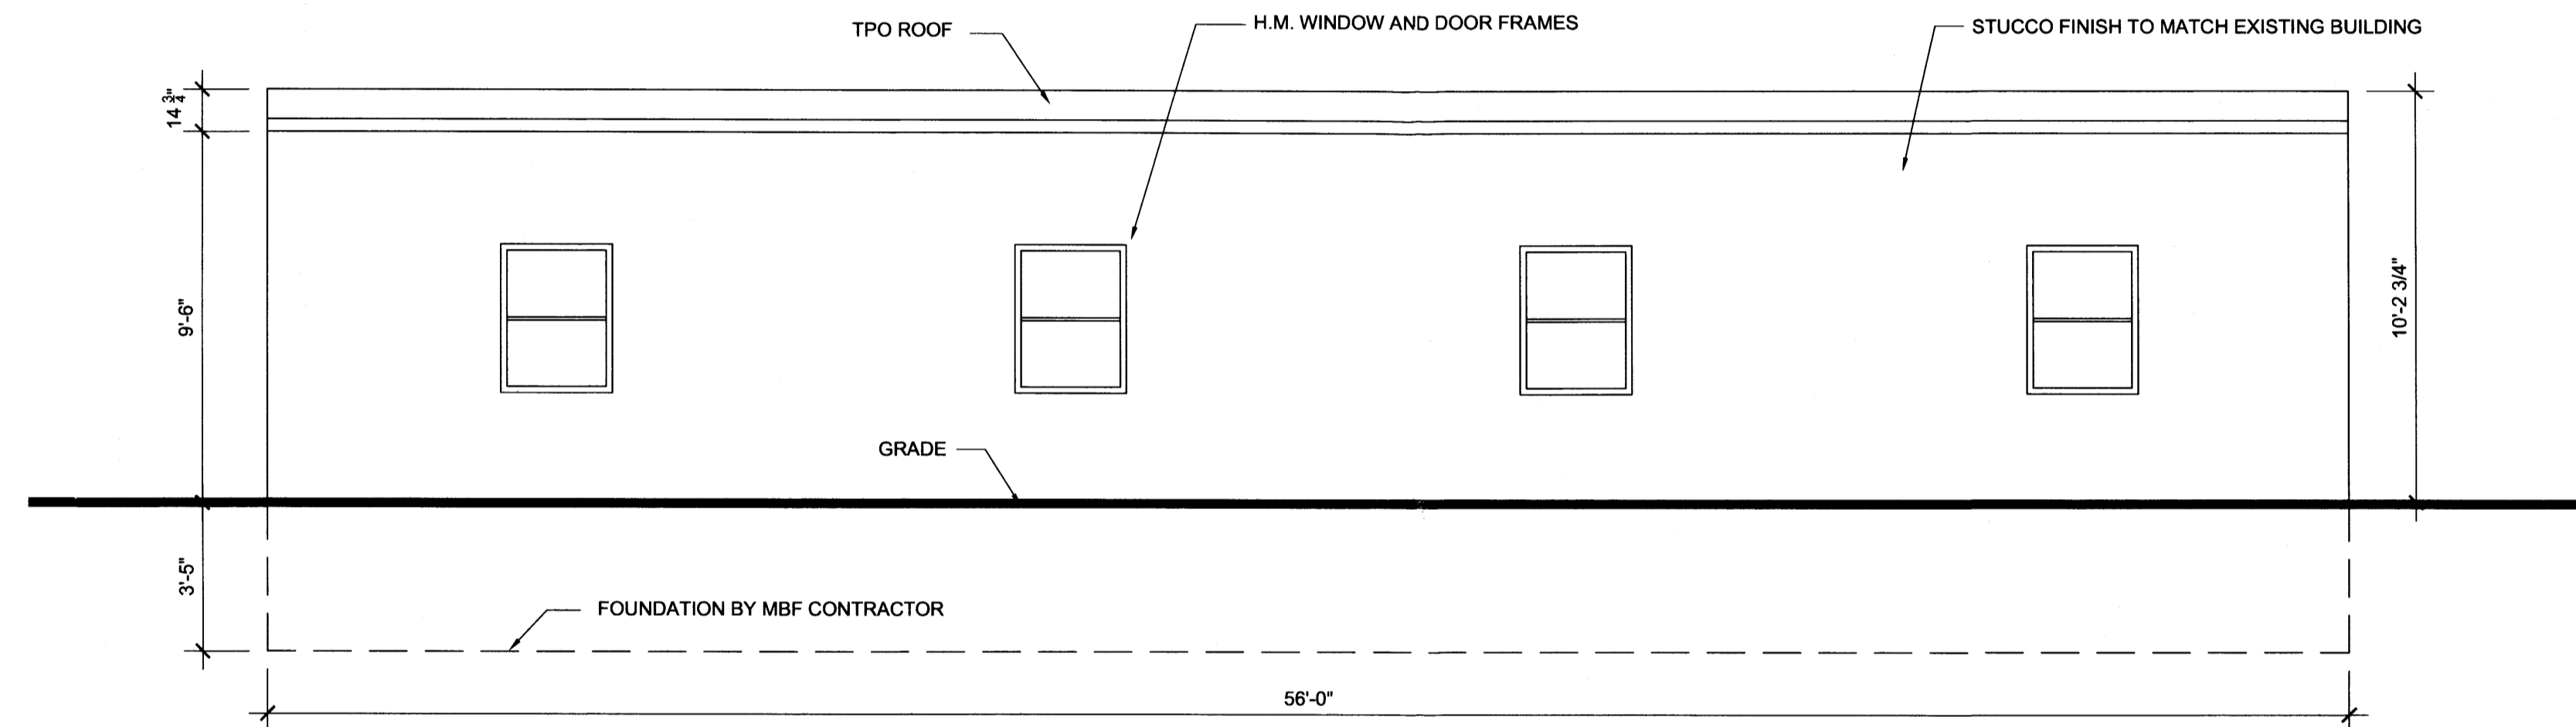 TPO ROOF
H.M. WINDOW AND DOOR FRAMES
STUCCO FINISH TO MATCH EXISTING BUILDING
14 3/4"
9'-6"
10'-2 3/4"
GRADE
3'-5"
FOUNDATION BY MBF CONTRACTOR
56'-0"